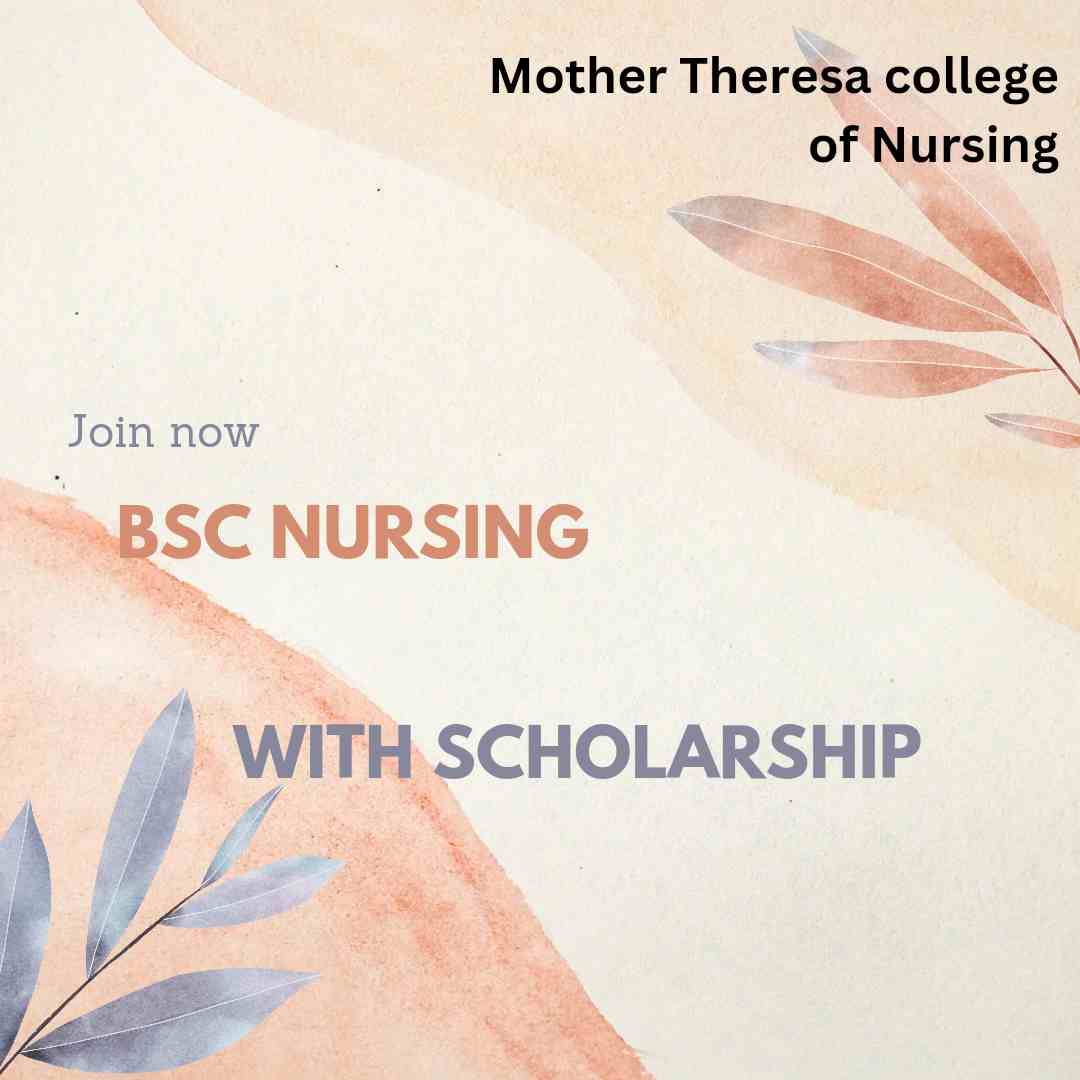 Mother Theresa college
of Nursing
Join now
BSC NURSING
WITH SCHOLARSHIP